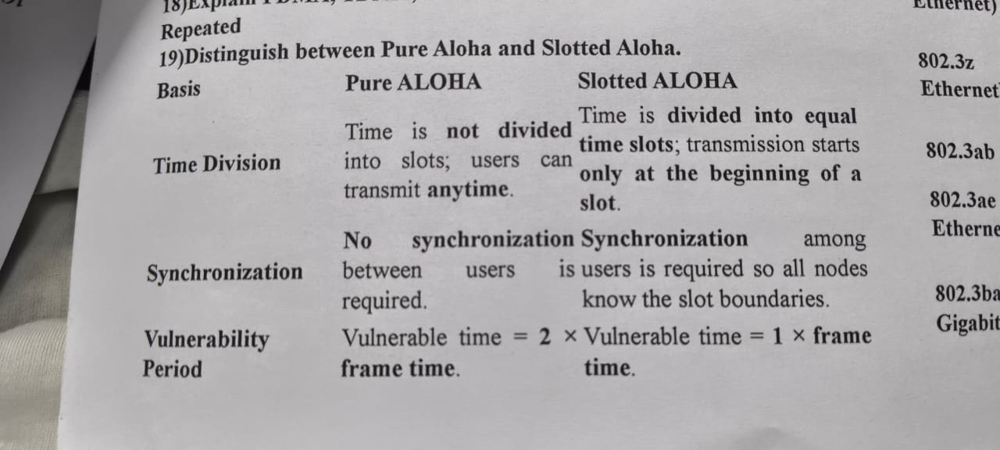 Repeated
19)Distinguish between Pure Aloha and Slotted Aloha.
Basis
Pure ALOHA
Slotted ALOHA
Time Division
Time is not divided
into slots; users can
transmit anytime.
Time is divided into equal
time slots; transmission starts
only at the beginning of a
slot.
Synchronization
No synchronization
between users is
required.
Synchronization among
users is required so all nodes
know the slot boundaries.
Vulnerability
Period
Vulnerable time = 2 ×
frame time.
Vulnerable time = 1 × frame
time.
Ethernet)
802.3z
Ethernet
802.3ab
802.3ae
802.3ba
Gigabit